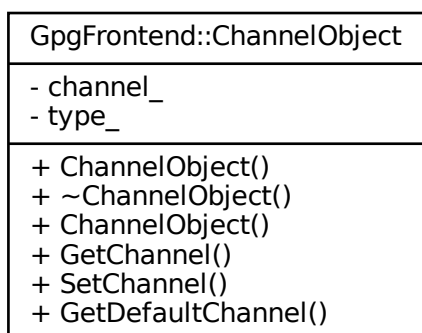 GpgFrontend::ChannelObject
- channel_
- type_
+ ChannelObject()
+ ~ChannelObject()
+ ChannelObject()
+ GetChannel()
+ SetChannel()
+ GetDefaultChannel()